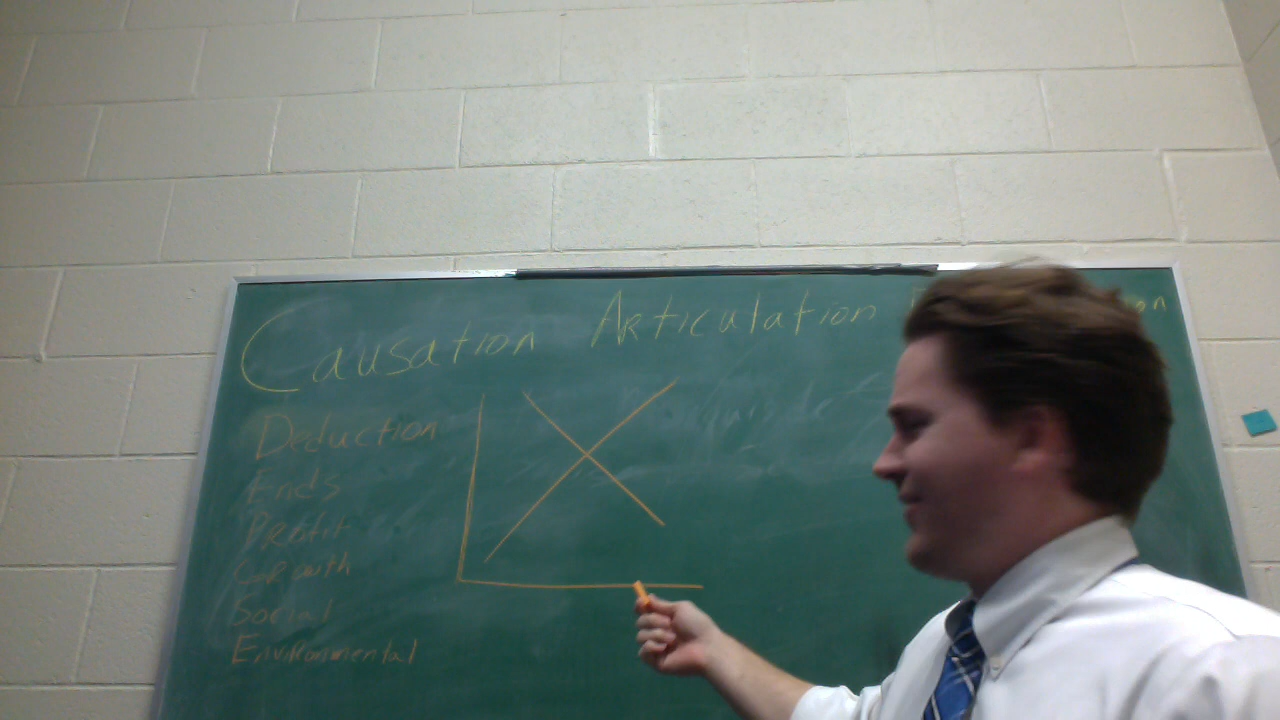 Causation Articulation
Deduction
Ends
Profit
Growth
Social
Environmental